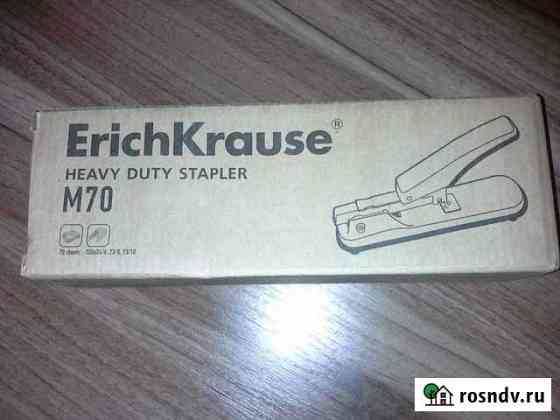 ErichKrause®
HEAVY DUTY STAPLER
M70
rosndv.ru